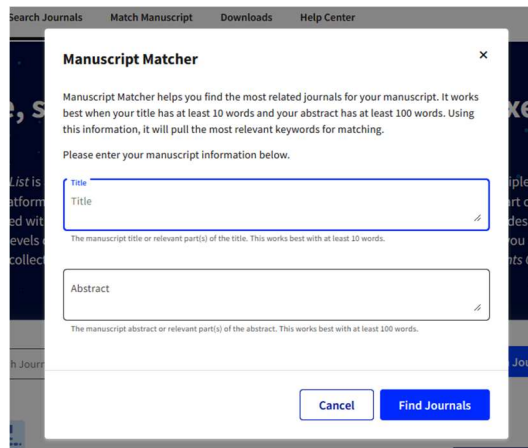 Search Journals Match Manuscript Downloads Help Center
Manuscript Matcher
×
Manuscript Matcher helps you find the most related journals for your manuscript. It works
best when your title has at least 10 words and your abstract has at least 100 words. Using
this information, it will pull the most relevant keywords for matching.
Please enter your manuscript information below.
Title
Title
The manuscript title or relevant part(s) of the title. This works best with at least 10 words.
Abstract
The manuscript abstract or relevant part(s) of the abstract. This works best with at least 100 words.
Cancel Find Journals
List is